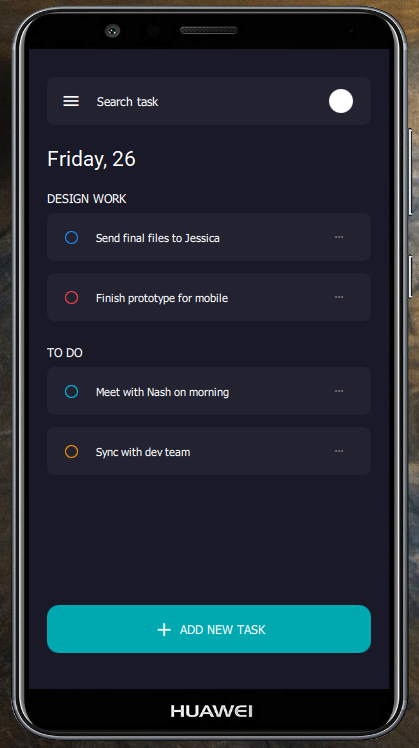 Search task
Friday, 26
DESIGN WORK
Send final files to Jessica
Finish prototype for mobile
TO DO
Meet with Nash on morning
Sync with dev team
ADD NEW TASK
HUAWEI